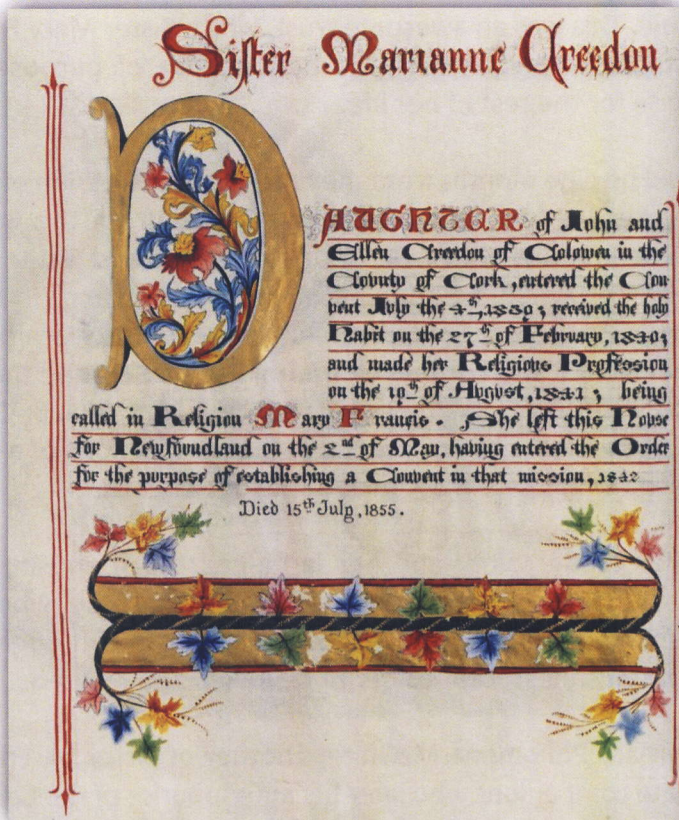 Sister Marianne Creedon
DAUGHTER of John and
Ellen Creedon of Colowen in the
County of Cork, entered the Con
vent July the 4th, 1839; received the holy
Habit on the 27th of February, 1840;
and made her Religious Profession
on the 19th of August, 1841; being
called in Religion Mary Francis. She left this House
for Newfoundland on the 2nd of May, having entered the Order
for the purpose of establishing a Convent in that mission, 1842
Died 15th July, 1855.